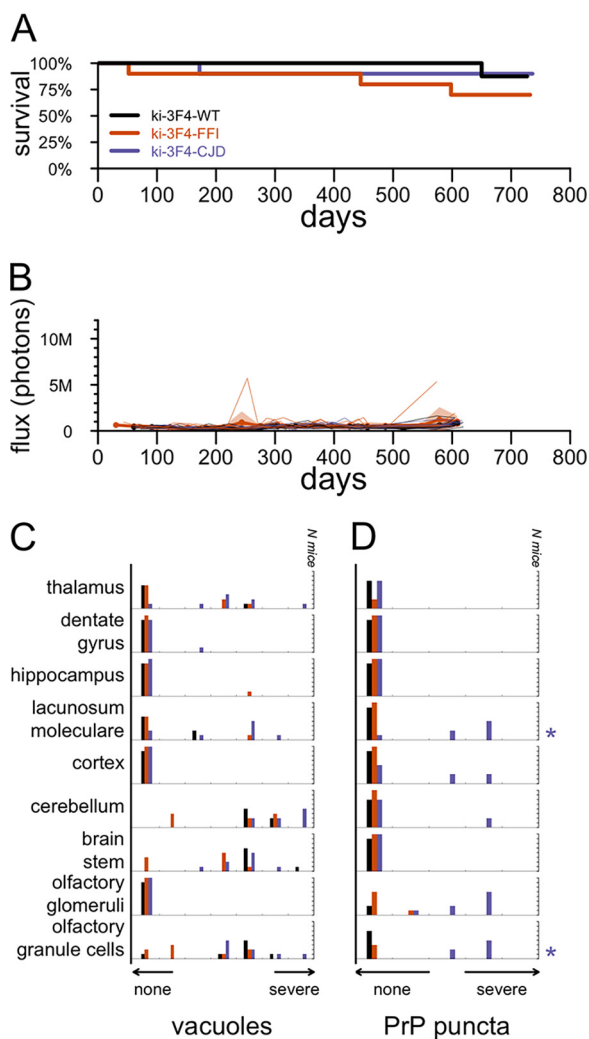 A
survival
100%
75%
50%
25%
0%
ki-3F4-WT
ki-3F4-FFI
ki-3F4-CJD
0 100 200 300 400 500 600 700 800
days
B
flux (photons)
10M
5M
0
0 100 200 300 400 500 600 700 800
days
C
N mice
D
N mice
thalamus
dentate
gyrus
hippocampus
lacunosum
moleculare
*
cortex
cerebellum
brain
stem
olfactory
glomeruli
olfactory
granule cells
*
none severe
none severe
vacuoles
PrP puncta